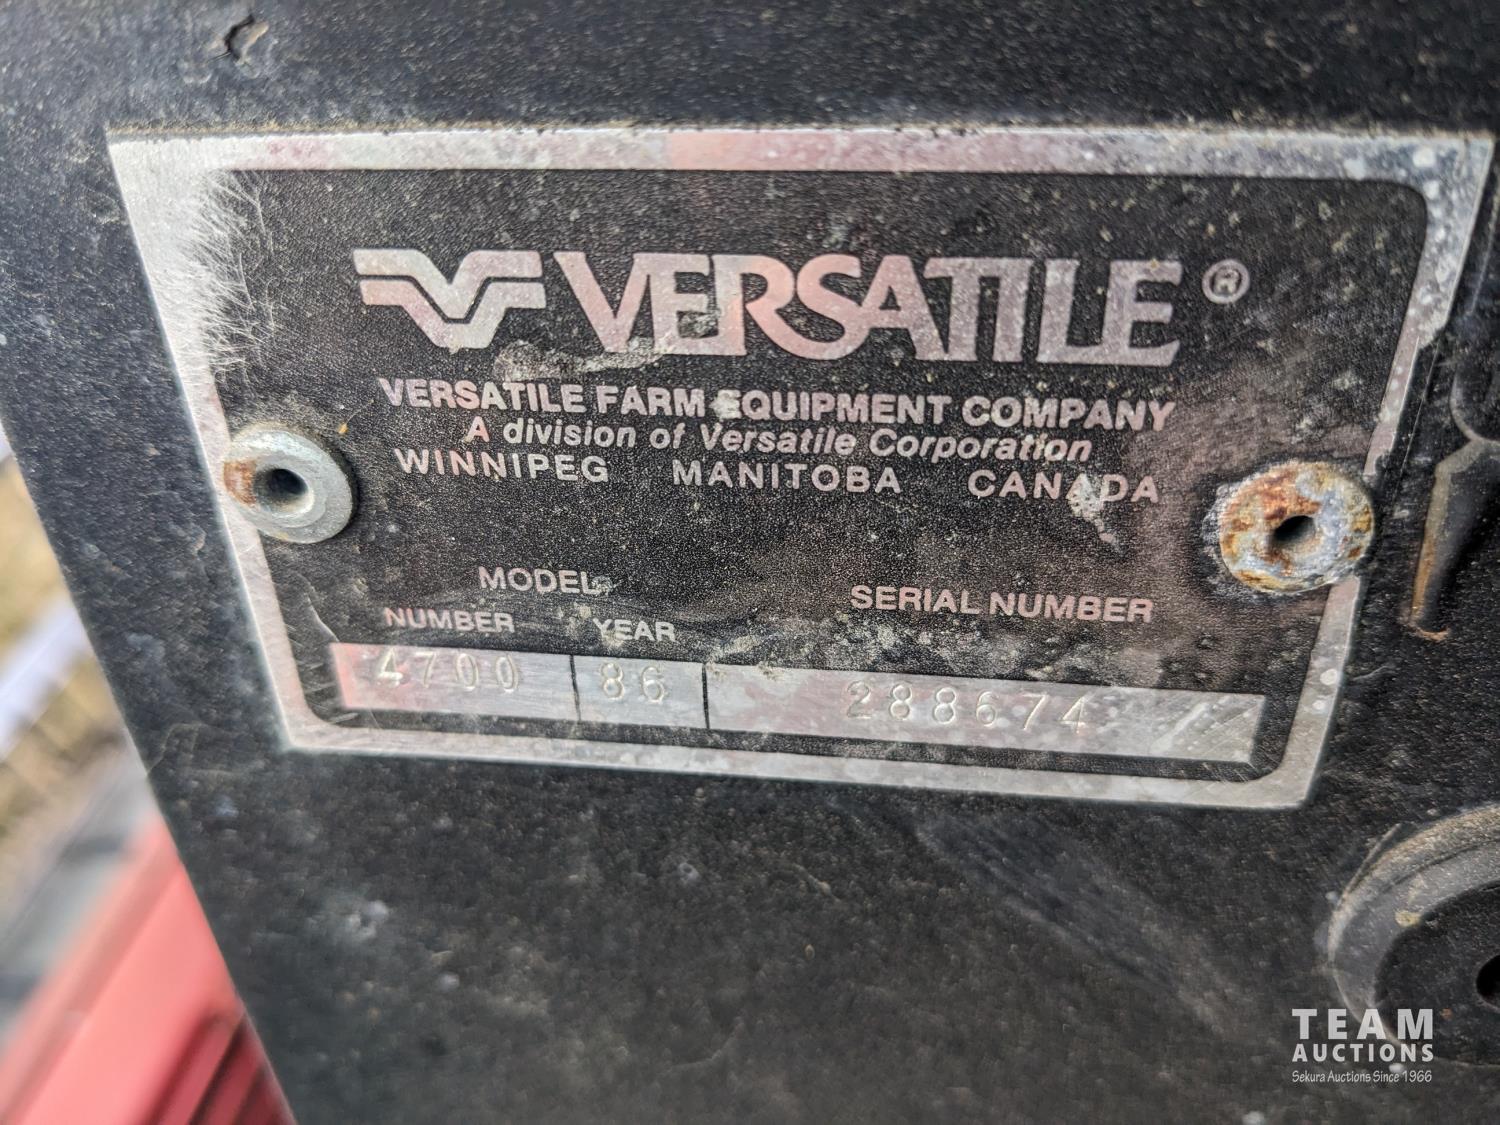 VERSATILE®
VERSATILE FARM EQUIPMENT COMPANY
A division of Versatile Corporation
WINNIPEG MANITOBA CANADA
MODEL
NUMBER YEAR SERIAL NUMBER
4700 86 288674
TEAM
AUCTIONS
Sekura Auctions Since 1966